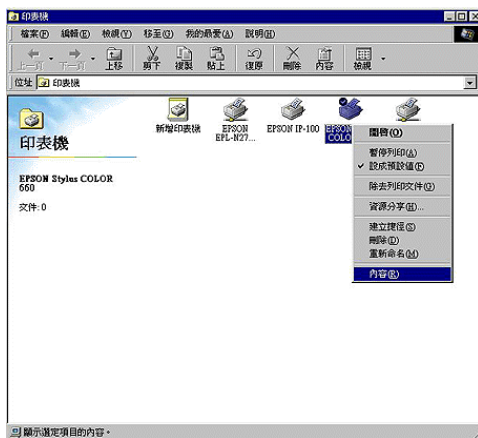 印表機
檔案(F) 編輯(E) 檢視(V) 移至(G) 我的最愛(A) 說明(H)
上一頁 下一頁 上移 剪下 複製 貼上 復原 刪除 內容 檢視
位址 印表機
印表機
EPSON Stylus COLOR
660
文件: 0
新增印表機
EPSON
EPL-N27...
EPSON IP-100
EPSON
COLO
開啓(O)
暫停列印(A)
設成預設值(F)
除去列印文件(G)
資源分享(H)...
建立捷徑(S)
刪除(D)
重新命名(M)
內容(R)
顯示選定項目的內容。